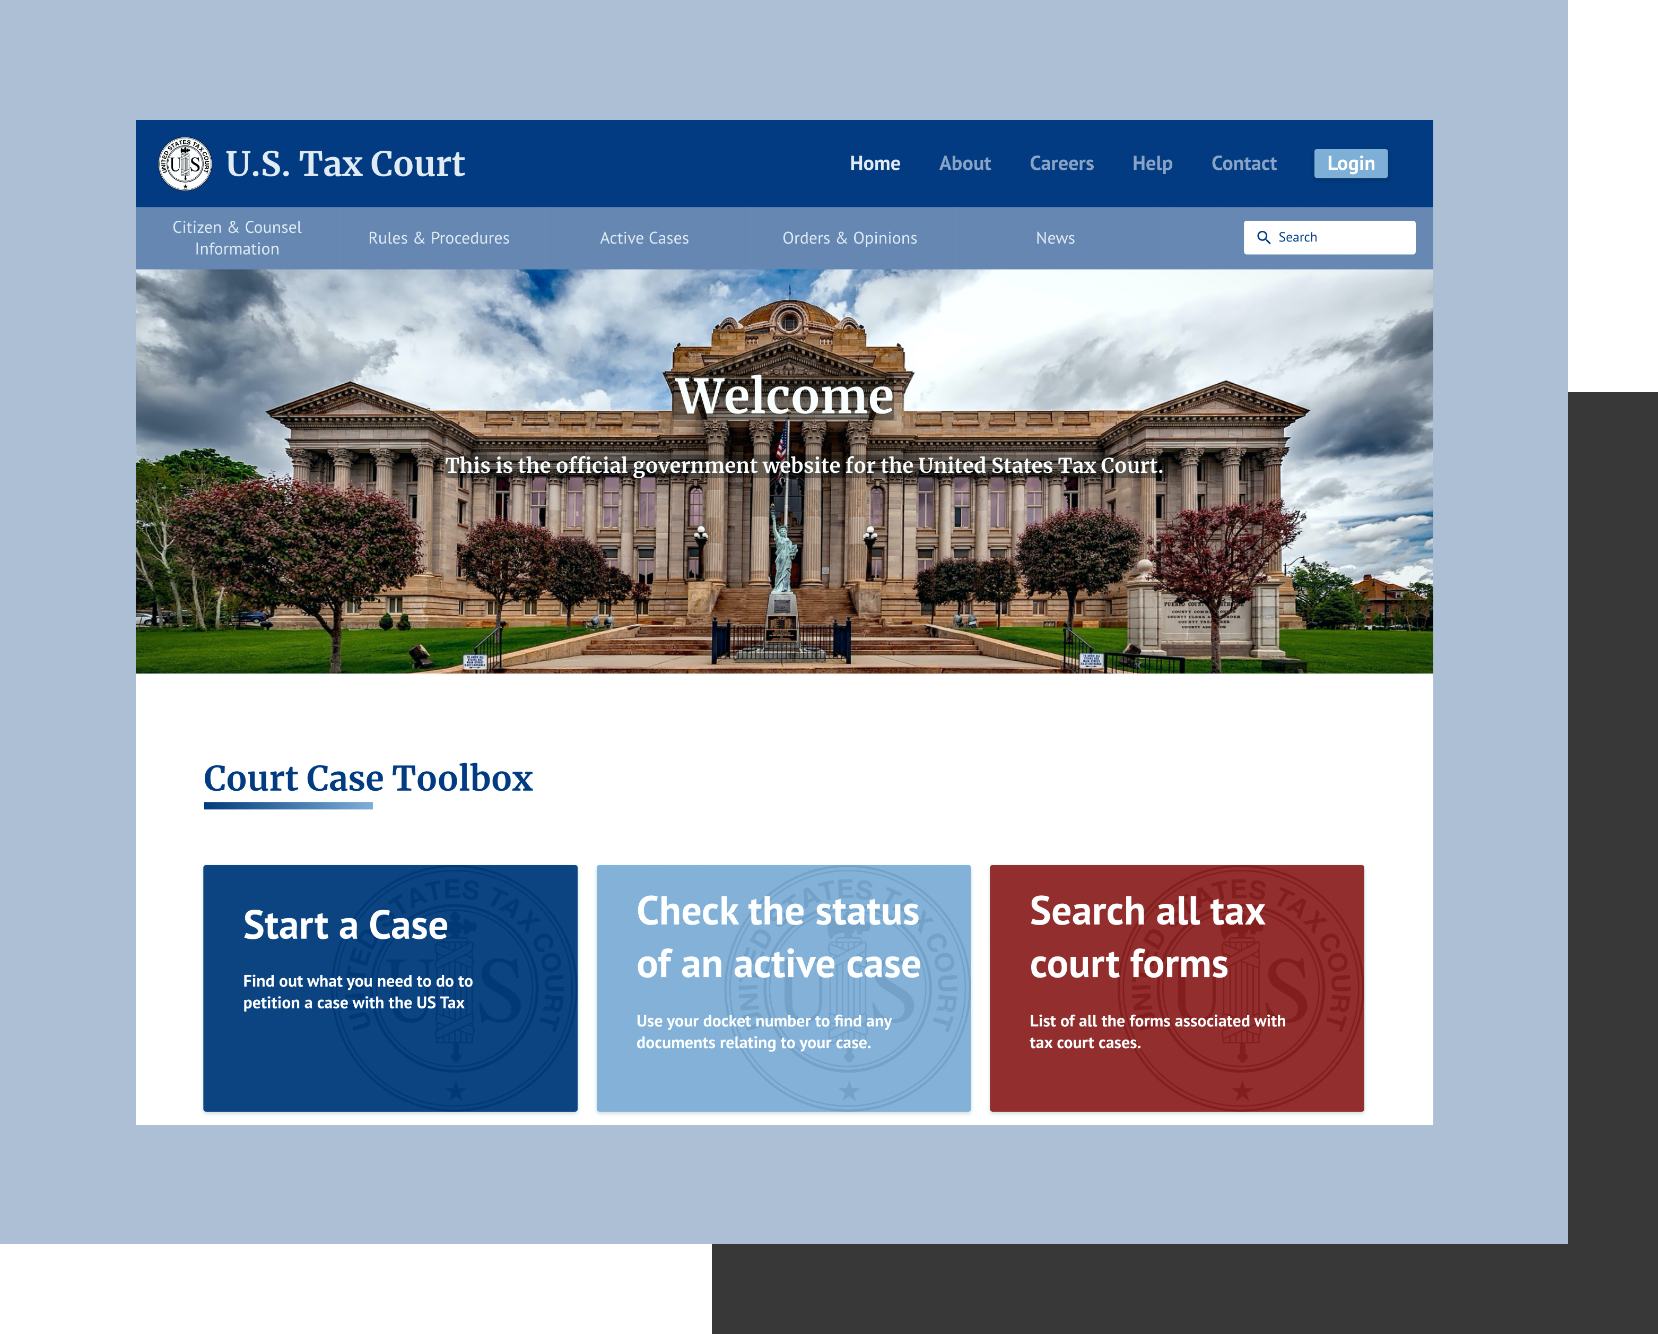 U.S. Tax Court
Home
About
Careers
Help
Contact
Login
Citizen & Counsel
Information
Rules & Procedures
Active Cases
Orders & Opinions
News
Search
Welcome
This is the official government website for the United States Tax Court.
Court Case Toolbox
Start a Case
Find out what you need to do to
petition a case with the US Tax
Check the status
of an active case
Use your docket number to find any
documents relating to your case.
Search all tax
court forms
List of all the forms associated with
tax court cases.